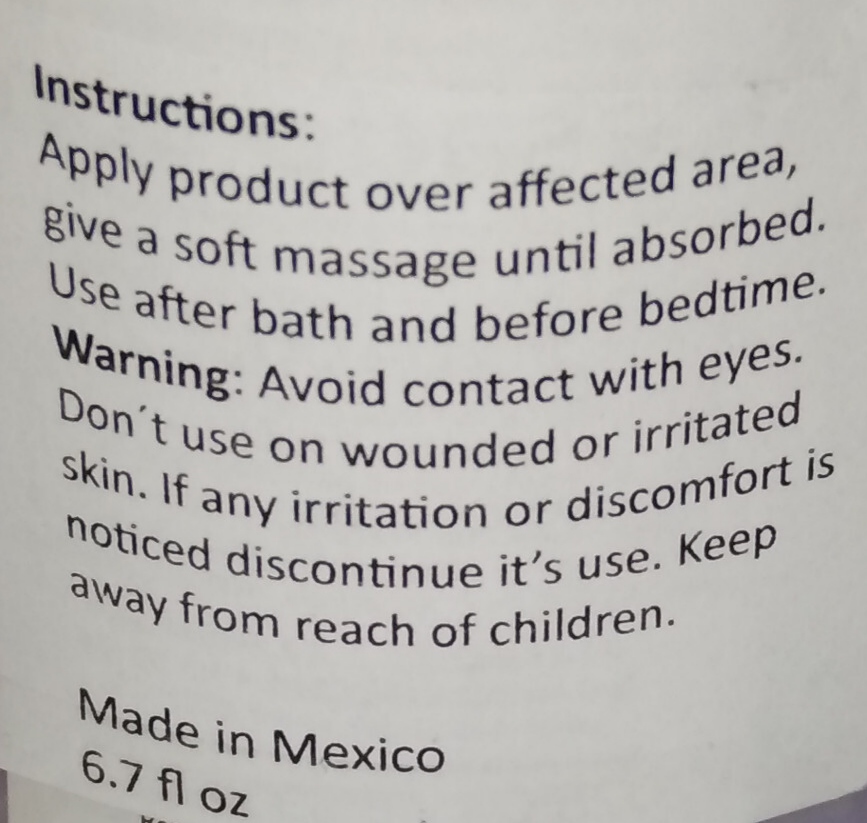 Instructions:
Apply product over affected area,
give a soft massage until absorbed.
Use after bath and before bedtime.
Warning: Avoid contact with eyes.
Don´t use on wounded or irritated
skin. If any irritation or discomfort is
noticed discontinue it’s use. Keep
away from reach of children.
Made in Mexico
6.7 fl oz